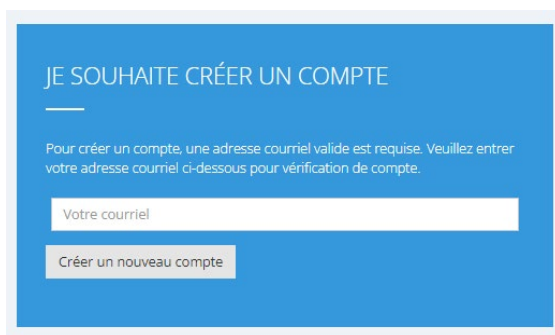 JE SOUHAITE CRÉER UN COMPTE
Pour créer un compte, une adresse courriel valide est requise. Veuillez entrer
votre adresse courriel ci-dessous pour vérification de compte.
Votre courriel
Créer un nouveau compte